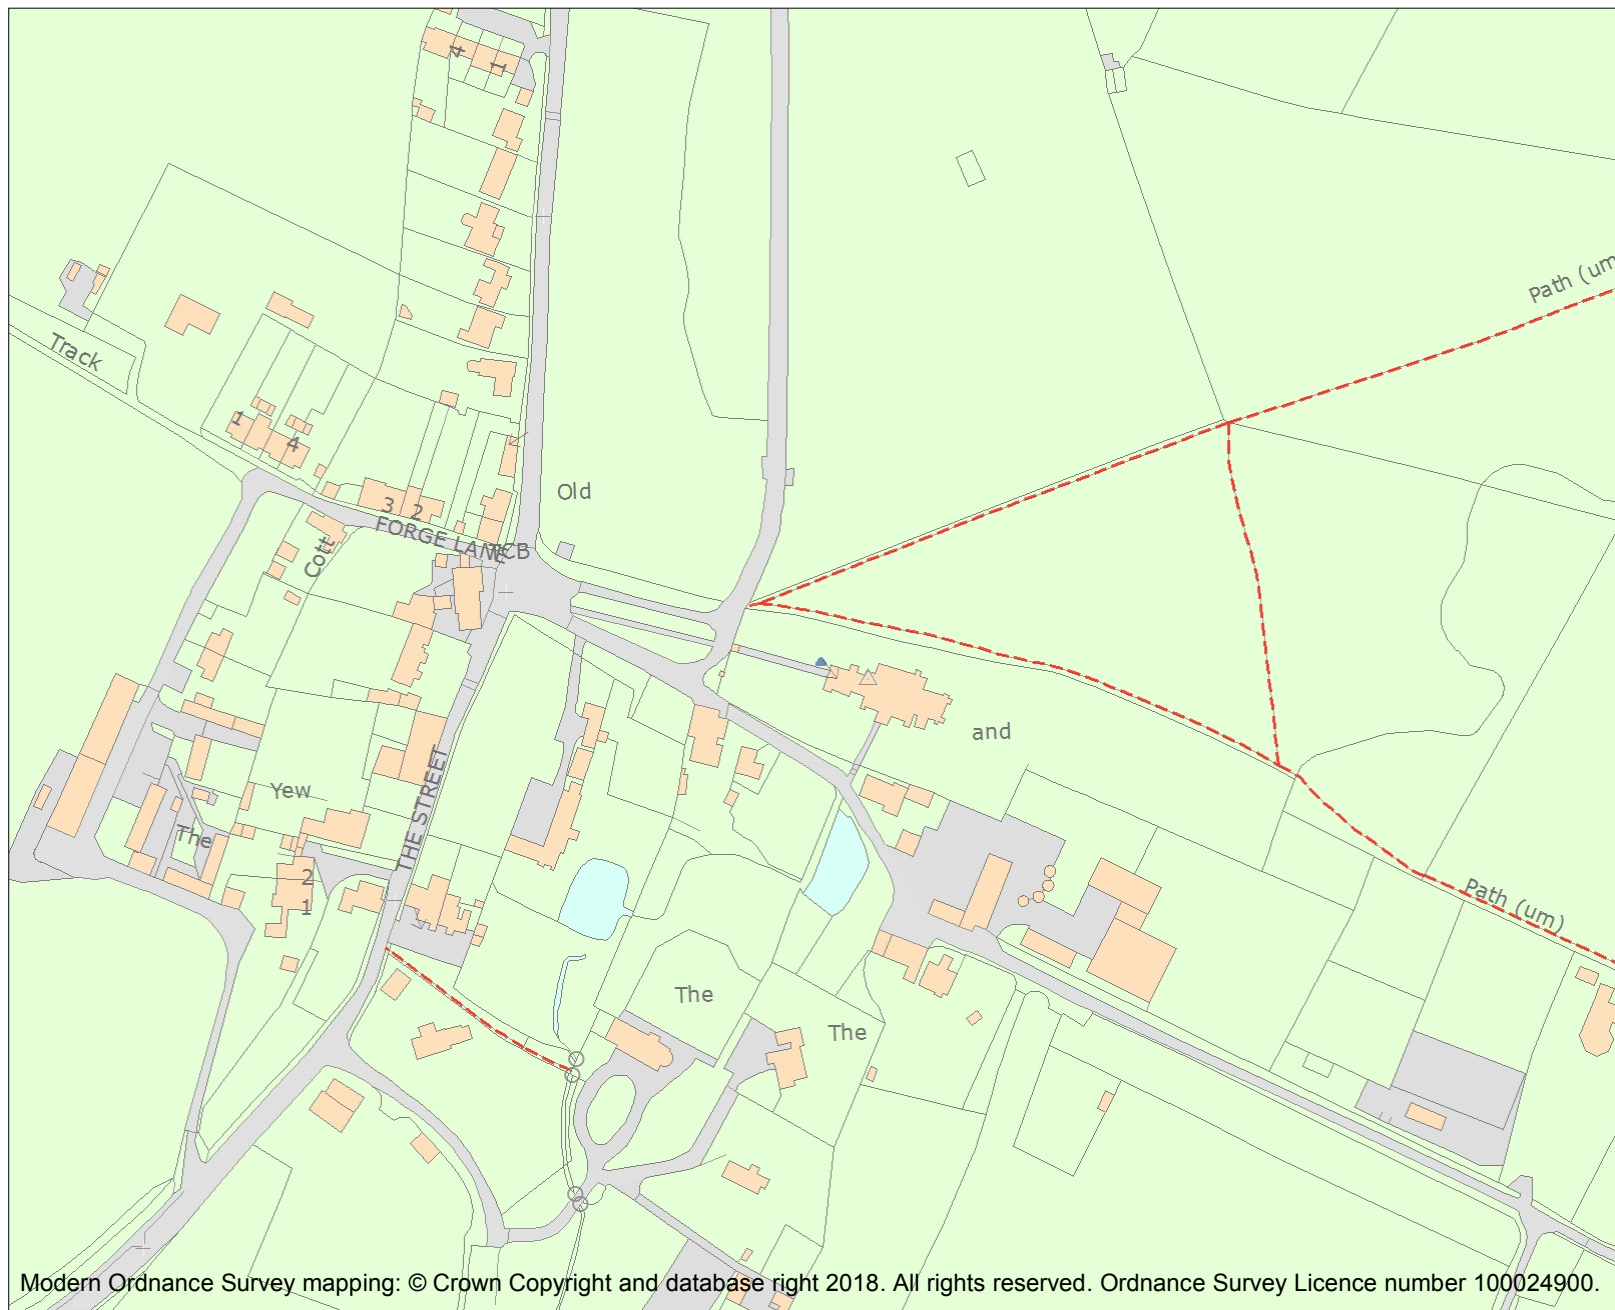 4
1
Path (um
Track
1
4
Old
3
2
FORGE LANE
TCB
Cott
and
THE STREET
Yew
The
2
1
Path (um)
The
The
Modern Ordnance Survey mapping: © Crown Copyright and database right 2018. All rights reserved. Ordnance Survey Licence number 100024900.